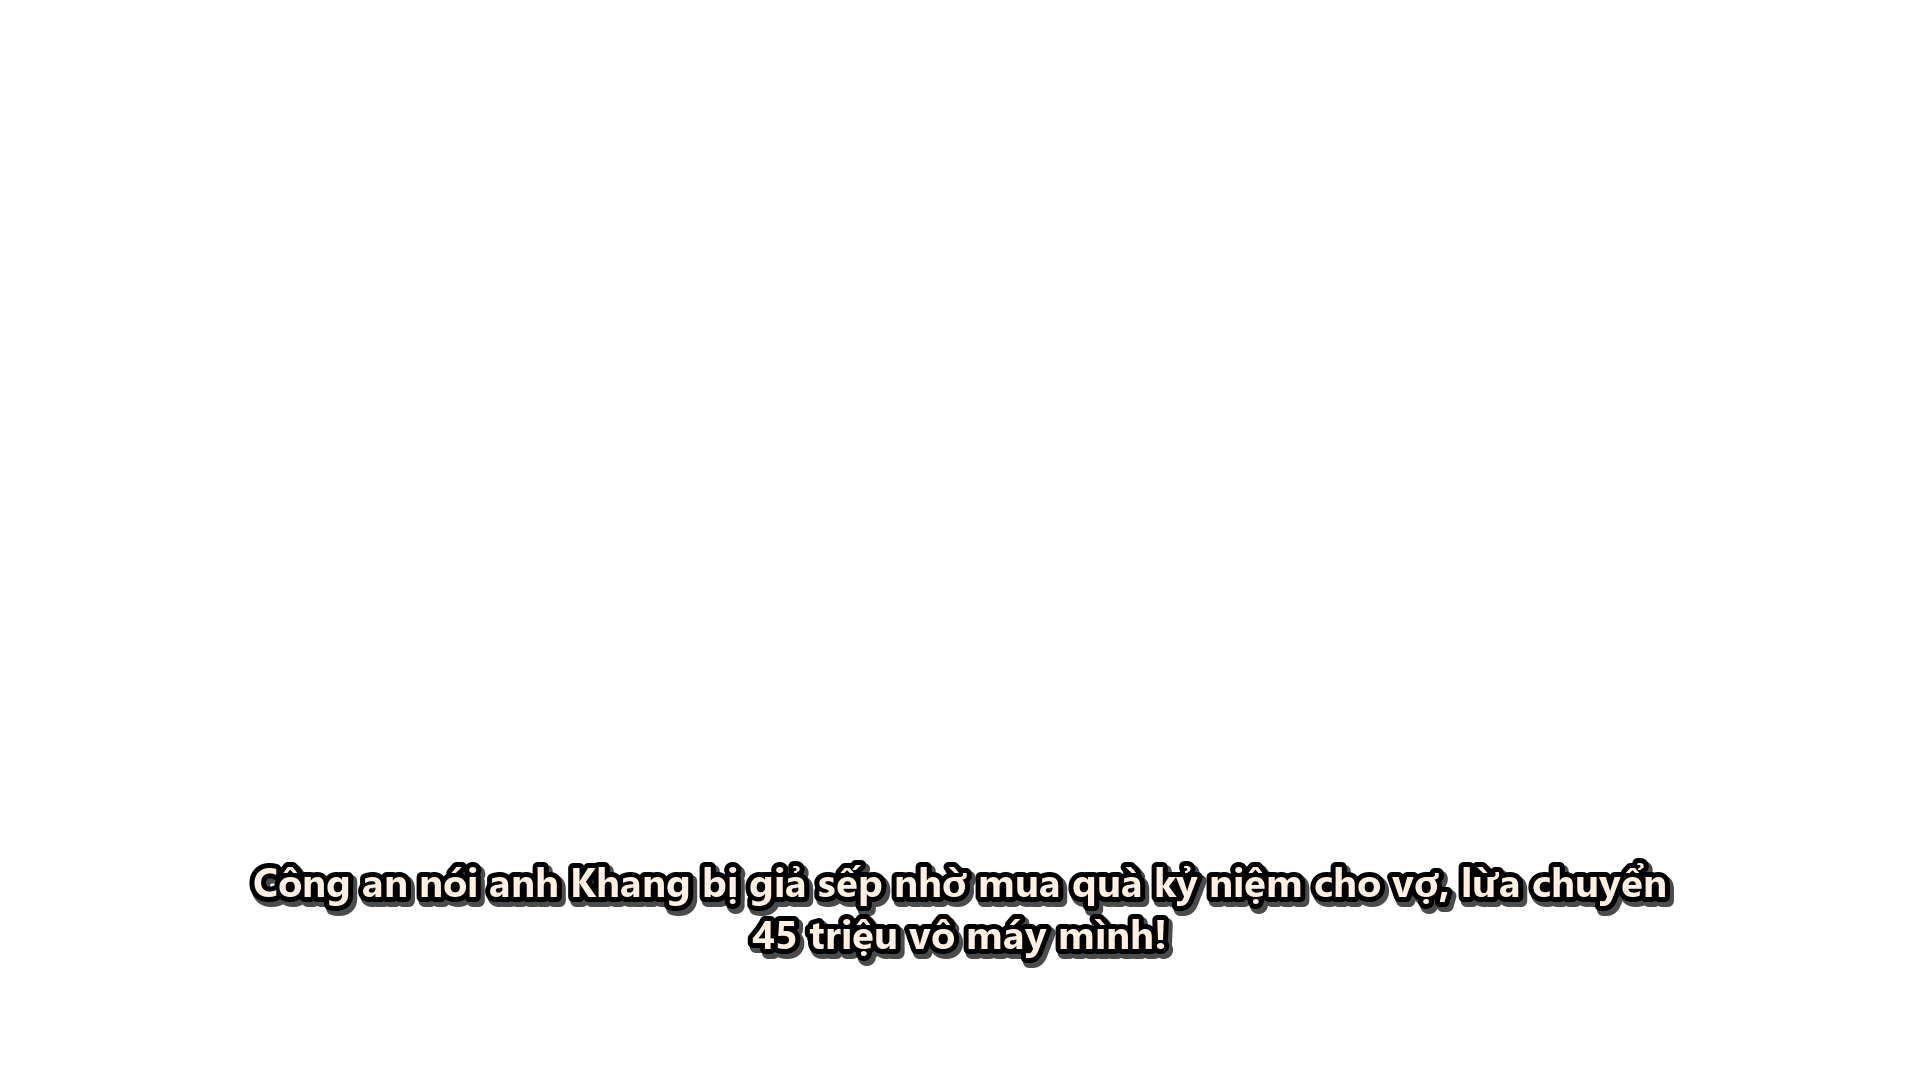 Công an nói anh Khang bị giả sếp nhờ mua quà kỷ niệm cho vợ, lừa chuyển
45 triệu vô máy mình!